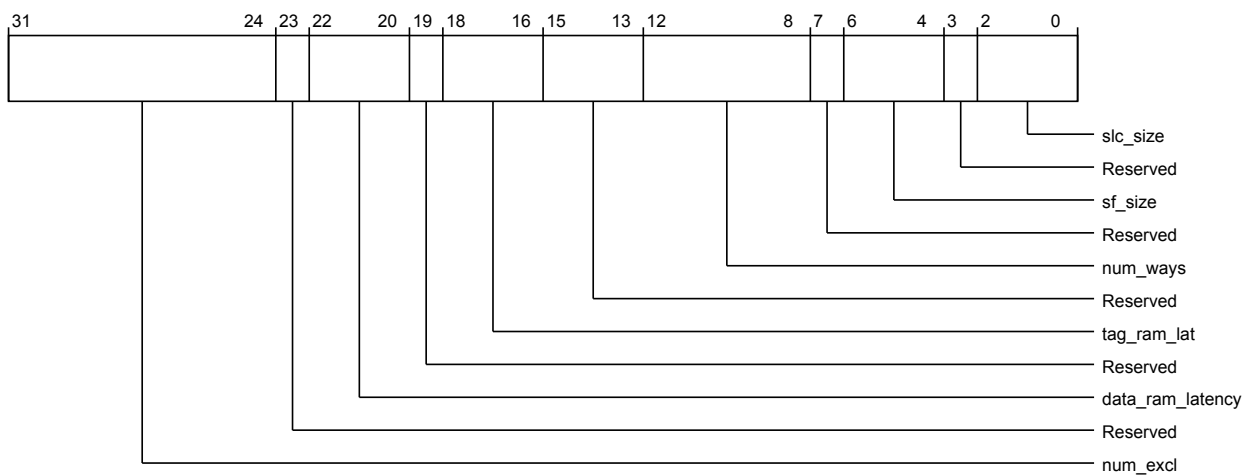 31 24 23 22 20 19 18 16 15 13 12 8 7 6 4 3 2 0
slc_size
Reserved
sf_size
Reserved
num_ways
Reserved
tag_ram_lat
Reserved
data_ram_latency
Reserved
num_excl